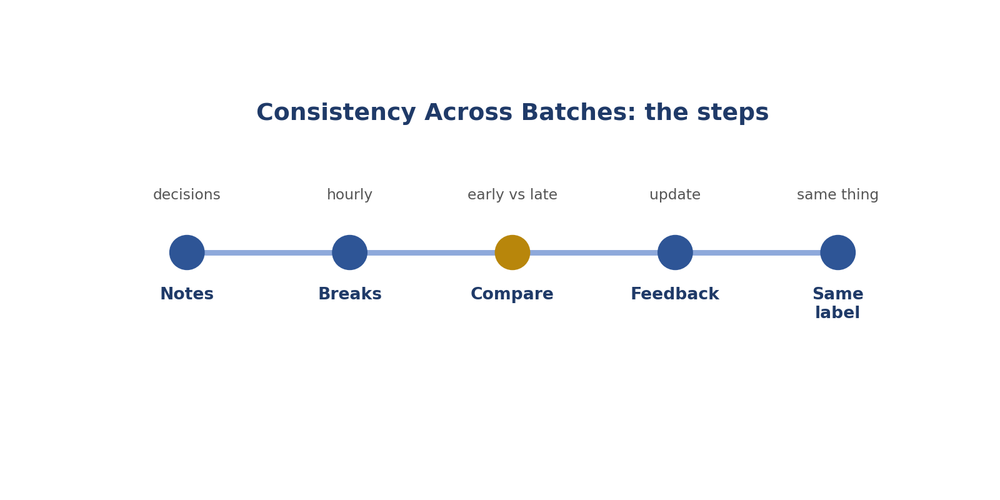 Consistency Across Batches: the steps
decisions
hourly
early vs late
update
same thing
Notes
Breaks
Compare
Feedback
Same
label